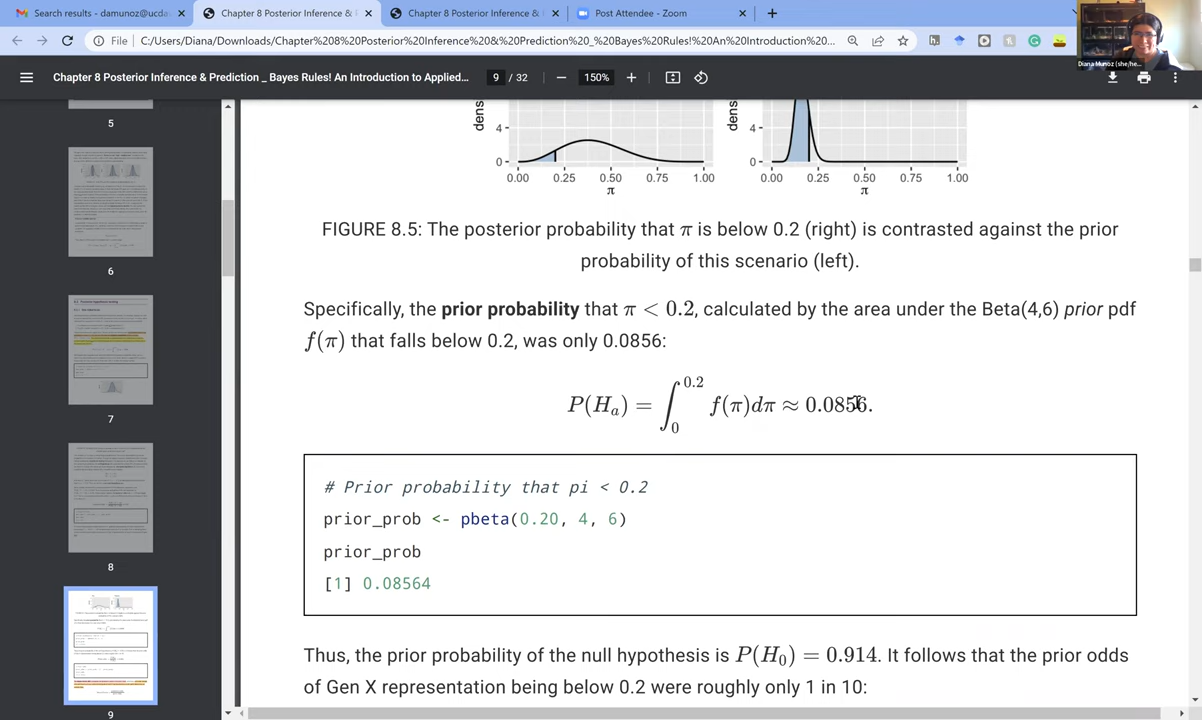 Search results - damunoz@ucda
Chapter 8 Posterior Inference &
Chapter 8 Posterior Inference &
Post Attendee - Zoom
File
C:/Users/Diana/Downloads/Chapter%208%20Posterior%20Inference%20&%20Prediction%20_%20Bayes%20Rules!%20An%20Introduction%20...
Diana Munoz (she/he...
Chapter 8 Posterior Inference & Prediction _ Bayes Rules! An Introduction to Applied...
9 / 32
150%
5
6
7
8
9
dens
4
0
0.00 0.25 0.50 0.75 1.00
π
dens
4
0
0.00 0.25 0.50 0.75 1.00
π
FIGURE 8.5: The posterior probability that π is below 0.2 (right) is contrasted against the prior
probability of this scenario (left).
Specifically, the prior probability that π < 0.2, calculated by the area under the Beta(4,6) prior pdf
f(π) that falls below 0.2, was only 0.0856:
P(Hₐ) = ∫₀^0.2 f(π)dπ ≈ 0.0856.
# Prior probability that pi < 0.2
prior_prob <- pbeta(0.20, 4, 6)
prior_prob
[1] 0.08564
Thus, the prior probability of the null hypothesis is P(H₀) = 0.914. It follows that the prior odds
of Gen X representation being below 0.2 were roughly only 1 in 10: